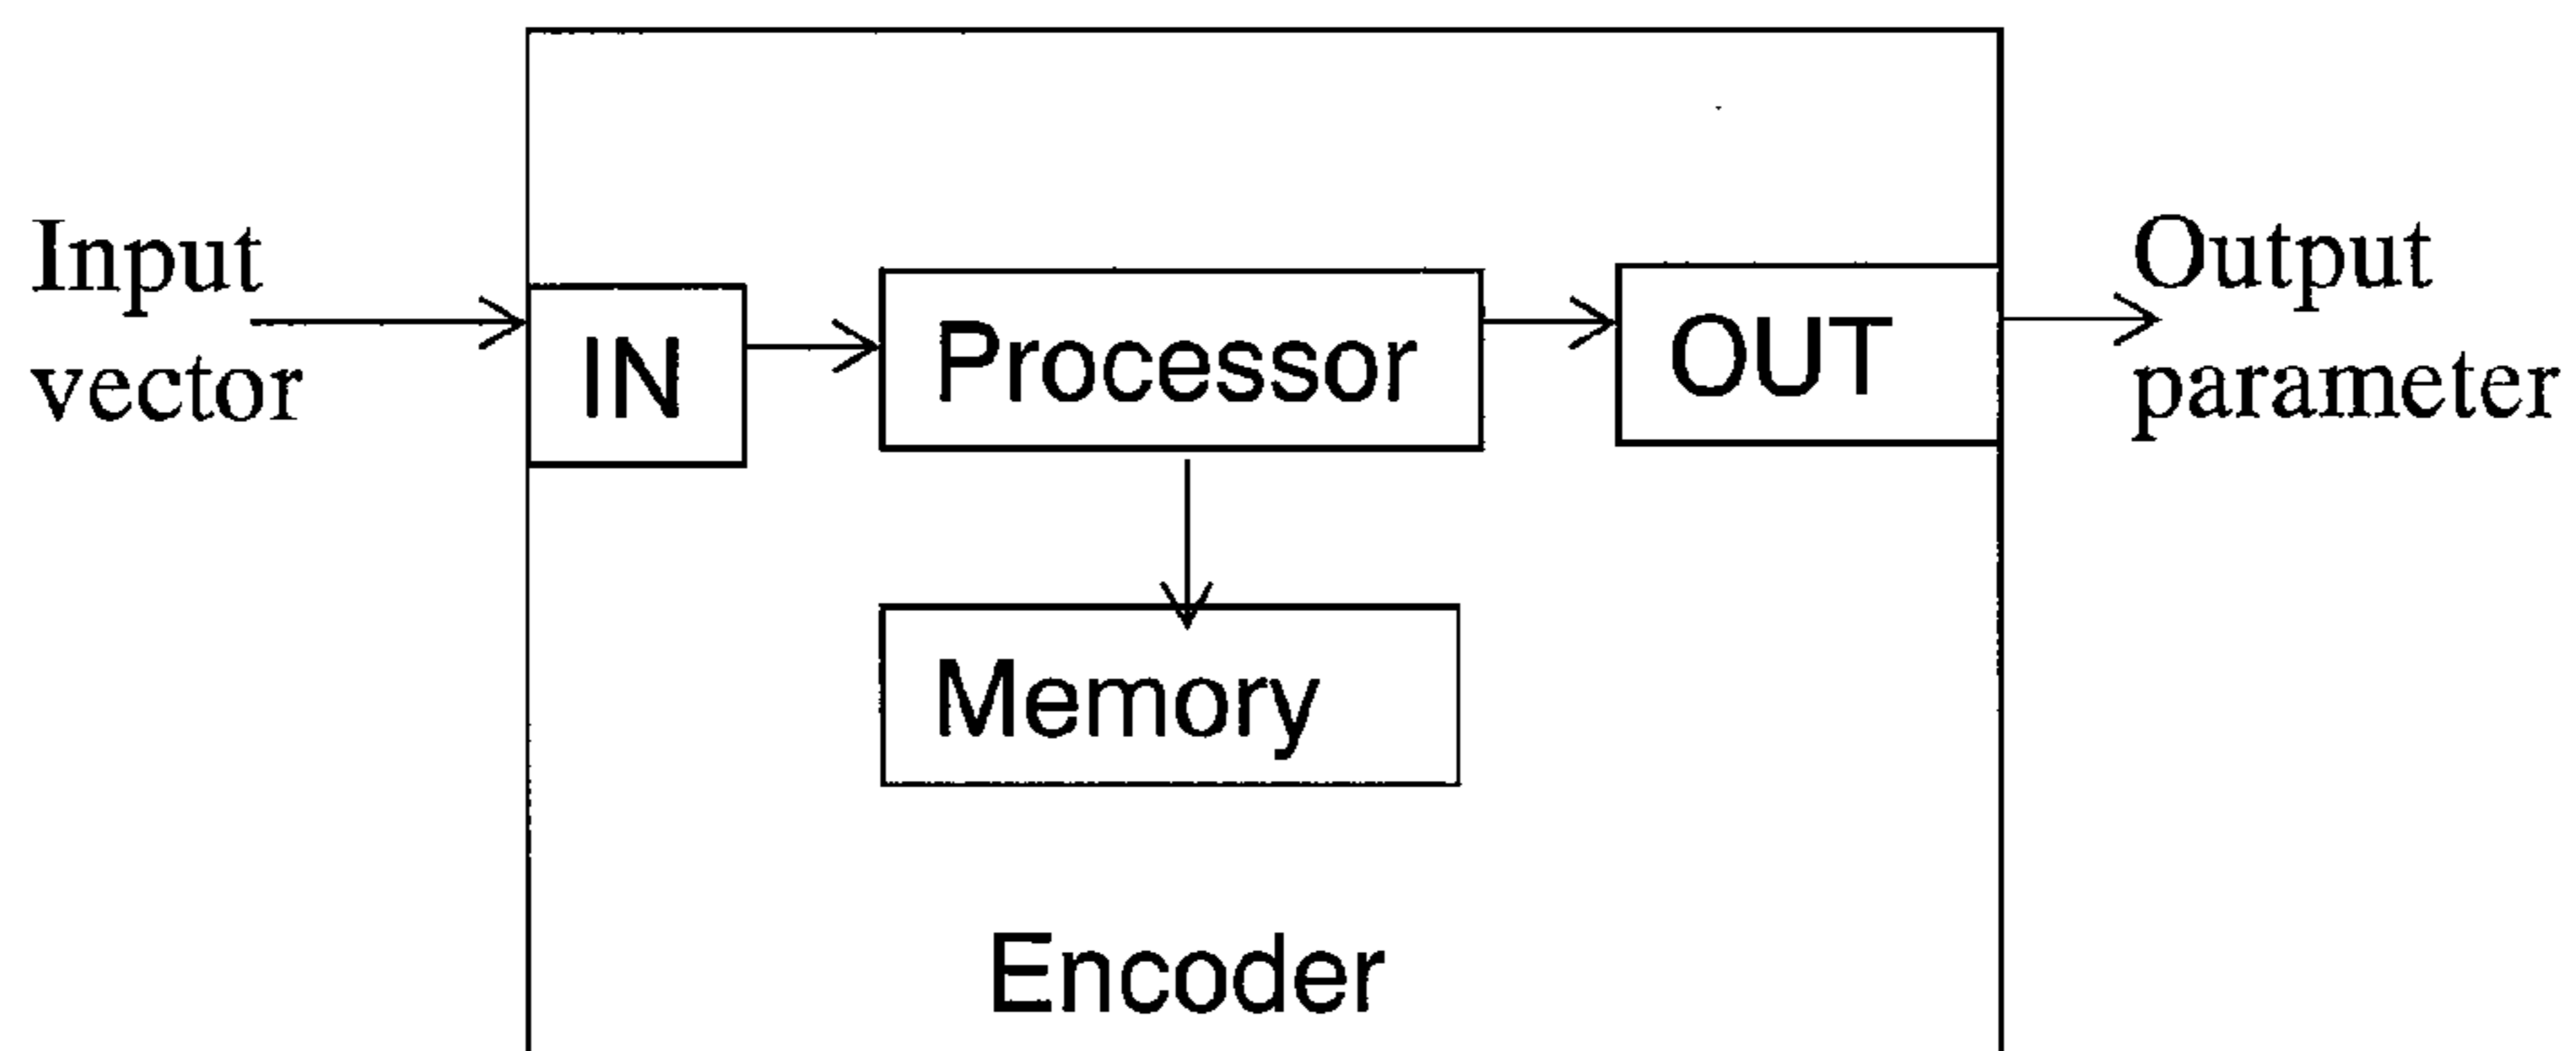 Input
vector
IN
Processor
OUT
Output
parameter
Memory
Encoder